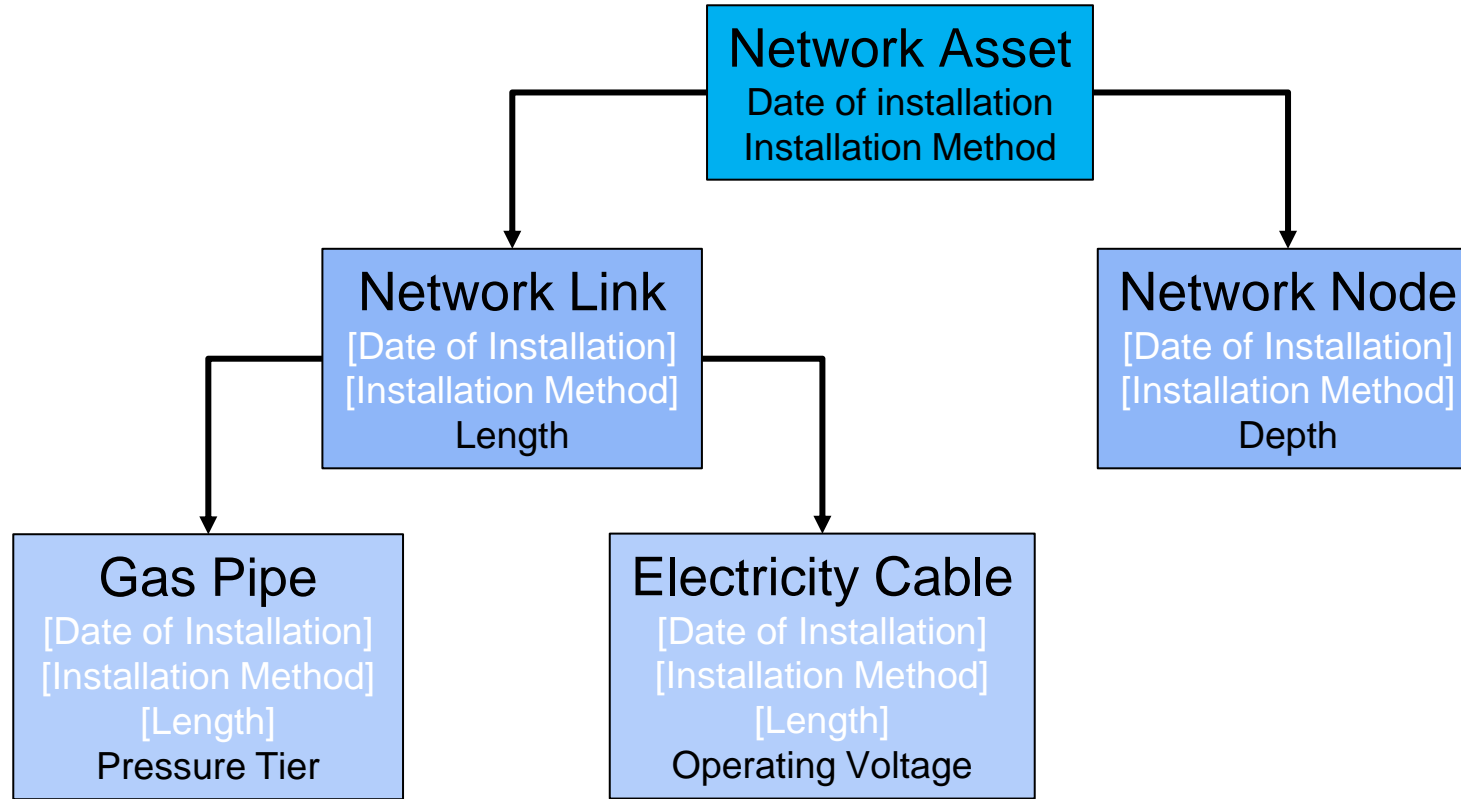 Network Asset
Date of installation
Installation Method
Network Link
[Date of Installation]
[Installation Method]
Length
Network Node
[Date of Installation]
[Installation Method]
Depth
Gas Pipe
[Date of Installation]
[Installation Method]
[Length]
Pressure Tier
Electricity Cable
[Date of Installation]
[Installation Method]
[Length]
Operating Voltage